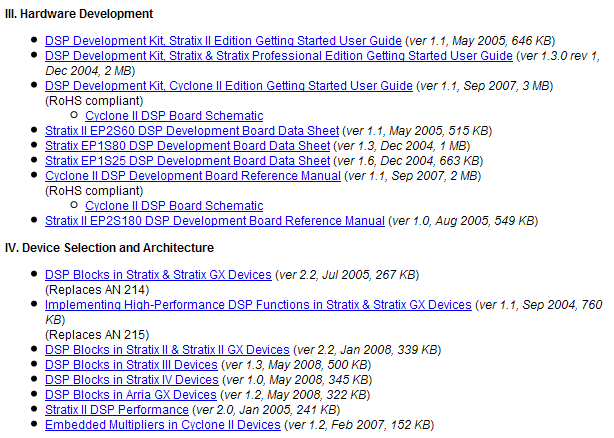 III. Hardware Development
DSP Development Kit, Stratix II Edition Getting Started User Guide (ver 1.1, May 2005, 646 KB)
DSP Development Kit, Stratix & Stratix Professional Edition Getting Started User Guide (ver 1.3.0 rev 1,
Dec 2004, 2 MB)
DSP Development Kit, Cyclone II Edition Getting Started User Guide (ver 1.1, Sep 2007, 3 MB)
(RoHS compliant)
Cyclone II DSP Board Schematic
Stratix II EP2S60 DSP Development Board Data Sheet (ver 1.1, May 2005, 515 KB)
Stratix EP1S80 DSP Development Board Data Sheet (ver 1.3, Dec 2004, 1 MB)
Stratix EP1S25 DSP Development Board Data Sheet (ver 1.6, Dec 2004, 663 KB)
Cyclone II DSP Development Board Reference Manual (ver 1.1, Sep 2007, 2 MB)
(RoHS compliant)
Cyclone II DSP Board Schematic
Stratix II EP2S180 DSP Development Board Reference Manual (ver 1.0, Aug 2005, 549 KB)
IV. Device Selection and Architecture
DSP Blocks in Stratix & Stratix GX Devices (ver 2.2, Jul 2005, 267 KB)
(Replaces AN 214)
Implementing High-Performance DSP Functions in Stratix & Stratix GX Devices (ver 1.1, Sep 2004, 760
KB)
(Replaces AN 215)
DSP Blocks in Stratix II & Stratix II GX Devices (ver 2.2, Jan 2008, 339 KB)
DSP Blocks in Stratix III Devices (ver 1.3, May 2008, 500 KB)
DSP Blocks in Stratix IV Devices (ver 1.0, May 2008, 345 KB)
DSP Blocks in Arria GX Devices (ver 1.2, May 2008, 322 KB)
Stratix II DSP Performance (ver 2.0, Jan 2005, 241 KB)
Embedded Multipliers in Cyclone II Devices (ver 1.2, Feb 2007, 152 KB)